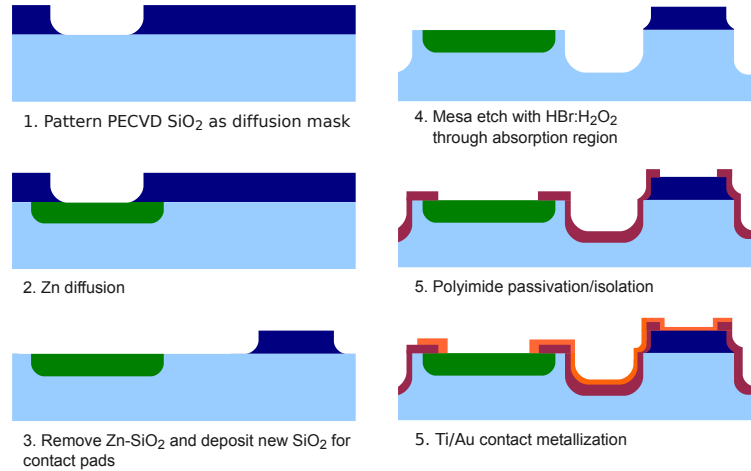 1. Pattern PECVD SiO₂ as diffusion mask
2. Zn diffusion
3. Remove Zn-SiO₂ and deposit new SiO₂ for
contact pads
4. Mesa etch with HBr:H₂O₂
through absorption region
5. Polyimide passivation/isolation
5. Ti/Au contact metallization